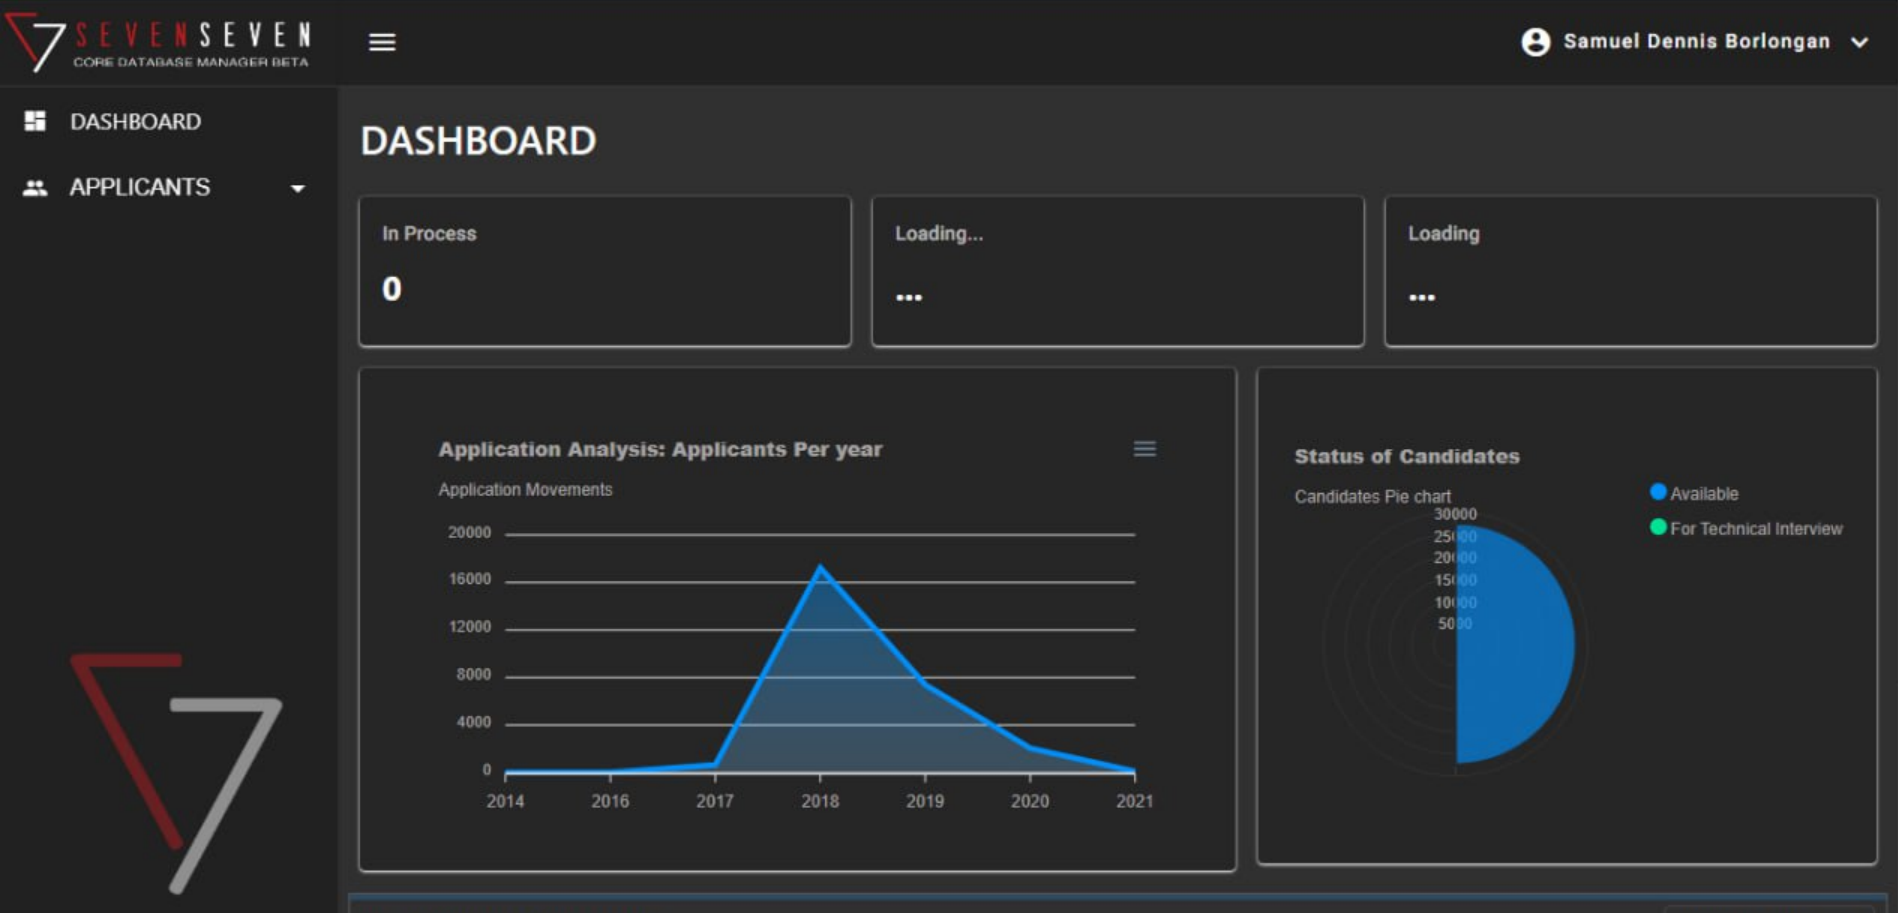 SEVENSEVEN
CORE DATABASE MANAGER BETA
Samuel Dennis Borlongan
DASHBOARD
APPLICANTS
DASHBOARD
In Process
0
Loading...
...
Loading
...
Application Analysis: Applicants Per year
Application Movements
20000
16000
12000
8000
4000
0
2014 2016 2017 2018 2019 2020 2021
Status of Candidates
Candidates Pie chart
30000
25000
20000
15000
10000
5000
Available
For Technical Interview